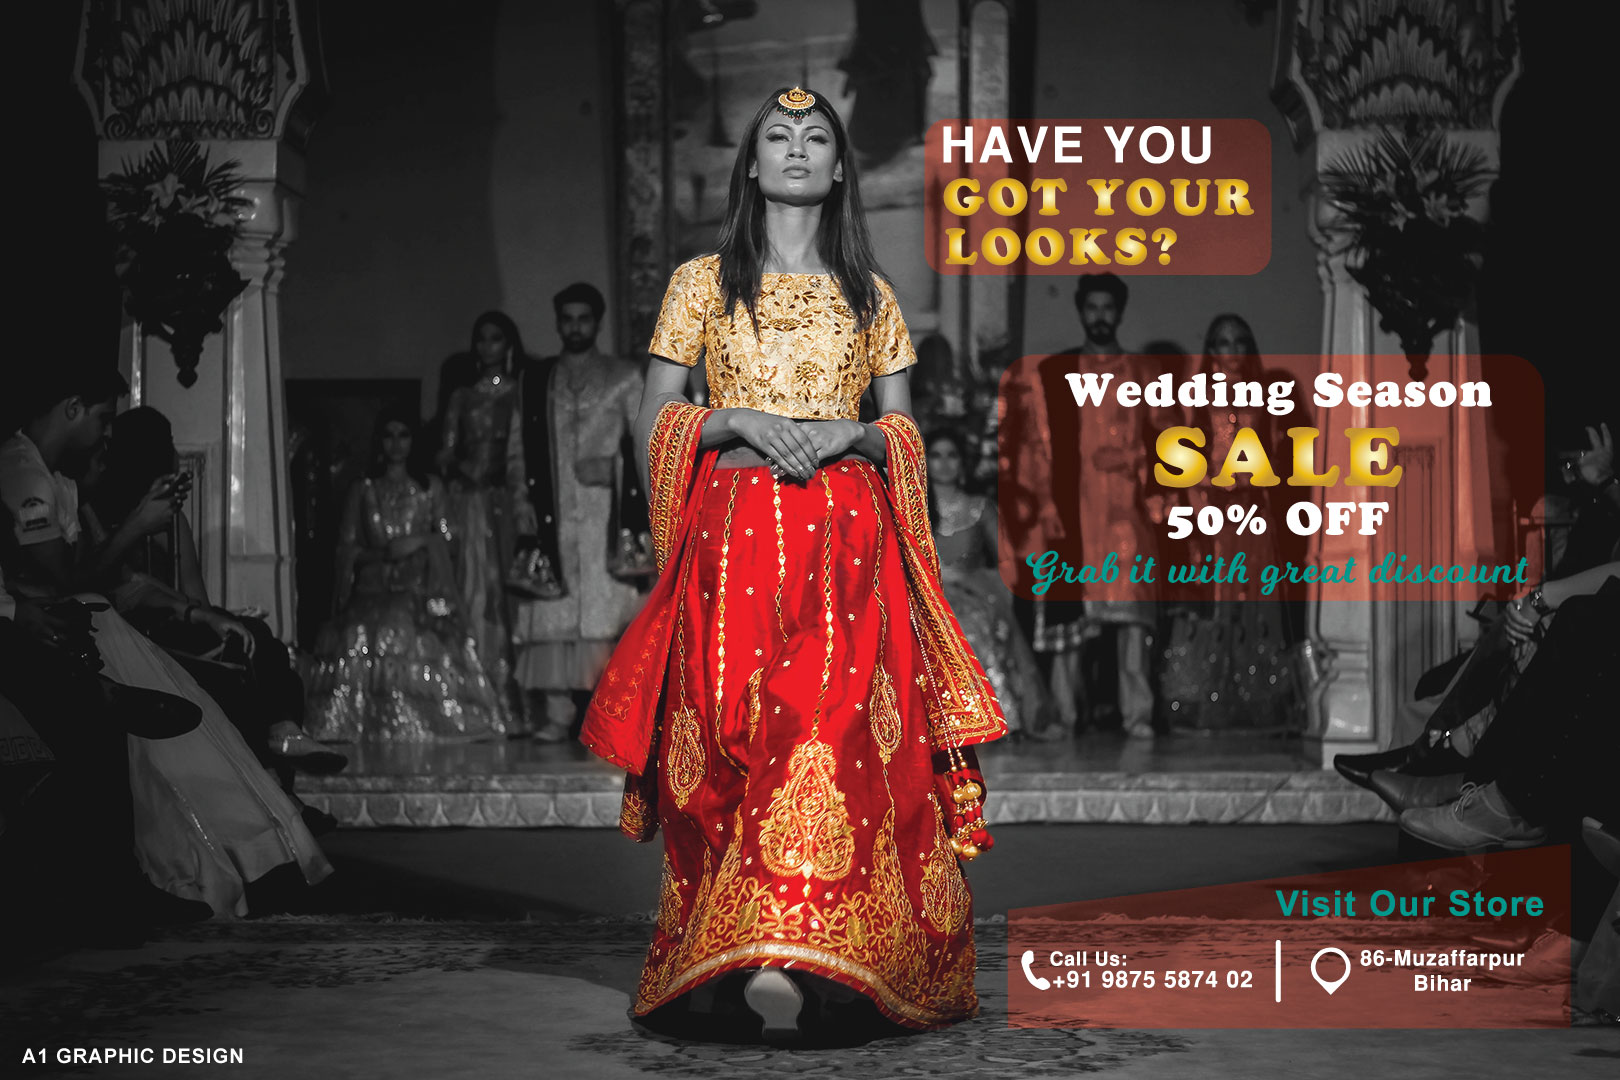 HAVE YOU
GOT YOUR
LOOKS?
Wedding Season
SALE
50% OFF
Grab it with great discount
Visit Our Store
Call Us:
+91 9875 5874 02
86-Muzaffarpur
Bihar
A1 GRAPHIC DESIGN